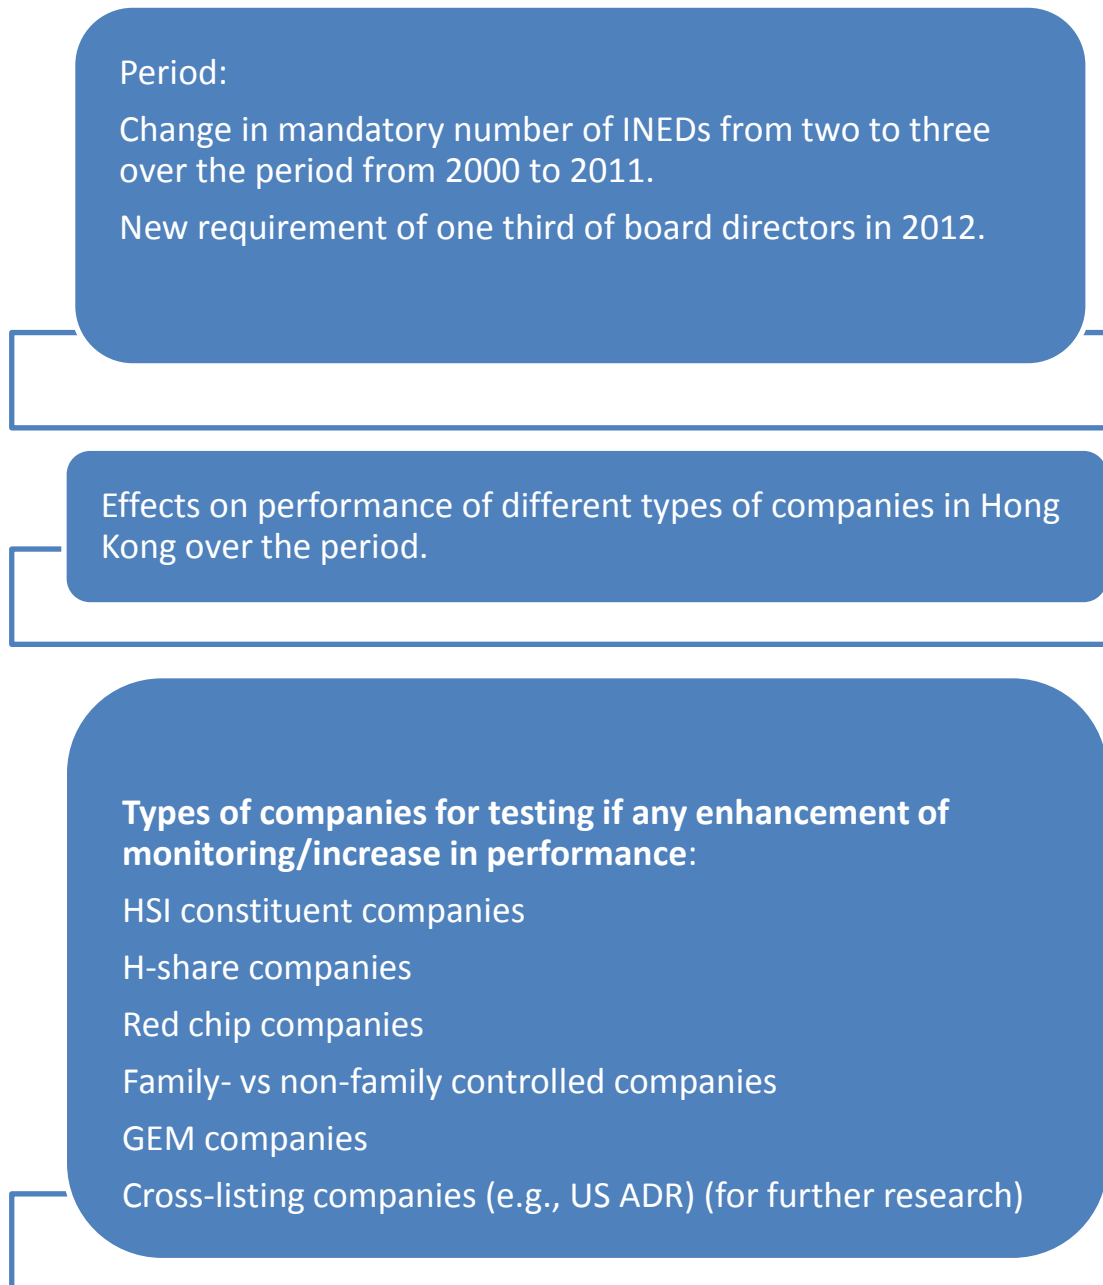 Period:
Change in mandatory number of INEDs from two to three
over the period from 2000 to 2011.
New requirement of one third of board directors in 2012.
Effects on performance of different types of companies in Hong
Kong over the period.
Types of companies for testing if any enhancement of
monitoring/increase in performance:
HSI constituent companies
H-share companies
Red chip companies
Family- vs non-family controlled companies
GEM companies
Cross-listing companies (e.g., US ADR) (for further research)